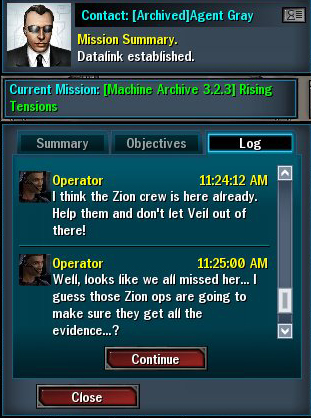 Contact: [Archived]Agent Gray
Mission Summary.
Datalink established.
Current Mission: [Machine Archive 3.2.3] Rising
Tensions
Summary Objectives Log
Operator 11:24:12 AM
I think the Zion crew is here already.
Help them and don't let Veil out of
there!
Operator 11:25:00 AM
Well, looks like we all missed her... I
guess those Zion ops are going to
make sure they get all the
evidence...?
Continue
Close